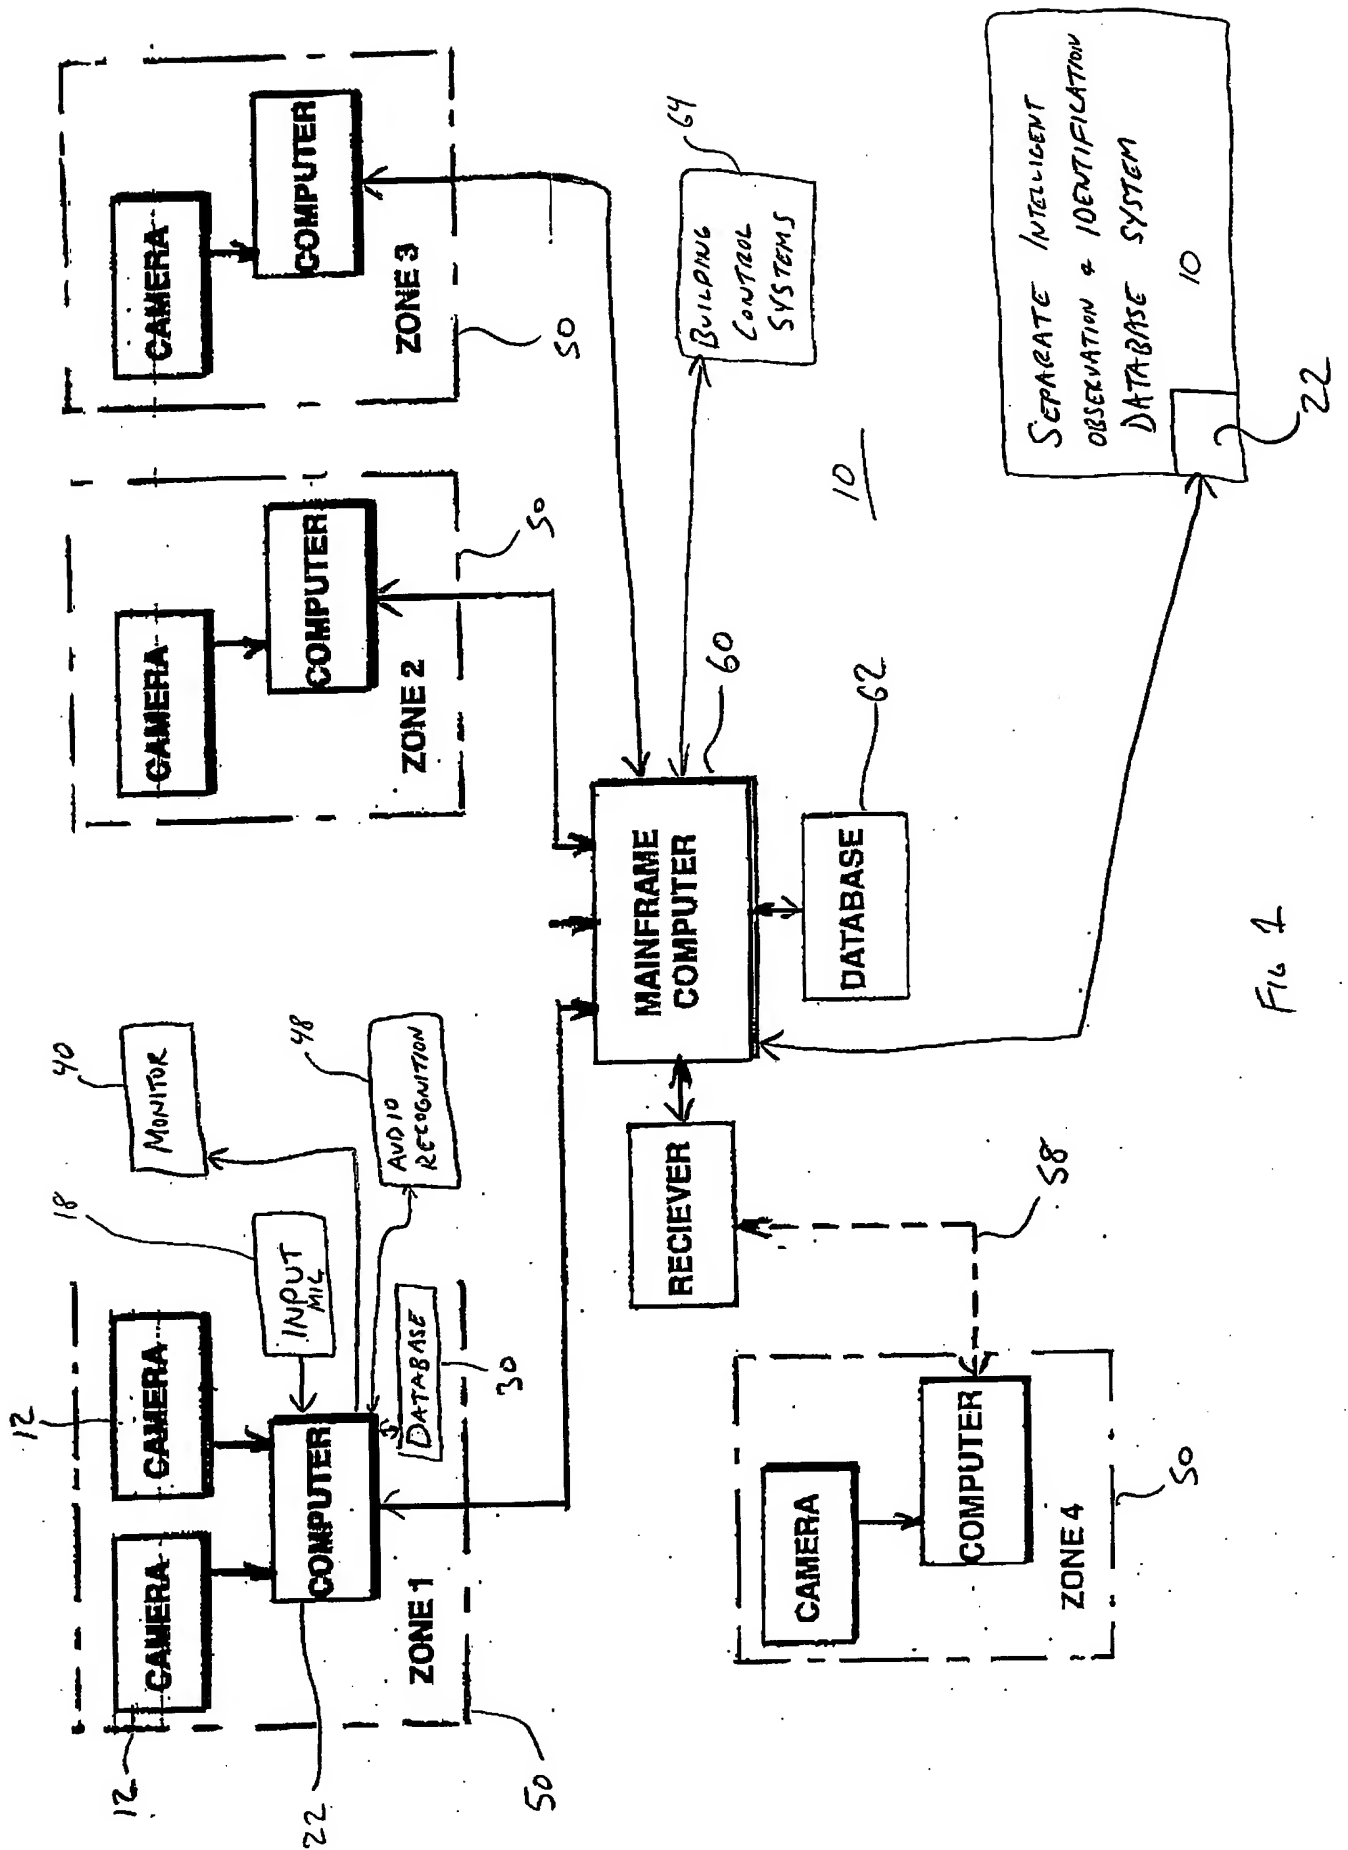 12
12
CAMERA
CAMERA
18
INPUT
MIC
40
MONITOR
48
AUDIO
RECOGNITION
COMPUTER
22
DATABASE
30
ZONE 1
50
CAMERA
COMPUTER
ZONE 2
50
CAMERA
COMPUTER
ZONE 3
50
MAINFRAME
COMPUTER
60
BUILDING
CONTROL
SYSTEMS
64
RECIEVER
DATABASE
62
10
58
CAMERA
COMPUTER
ZONE 4
50
SEPARATE INTELLIGENT
OBSERVATION & IDENTIFICATION
DATABASE SYSTEM
10
22
FIG 1